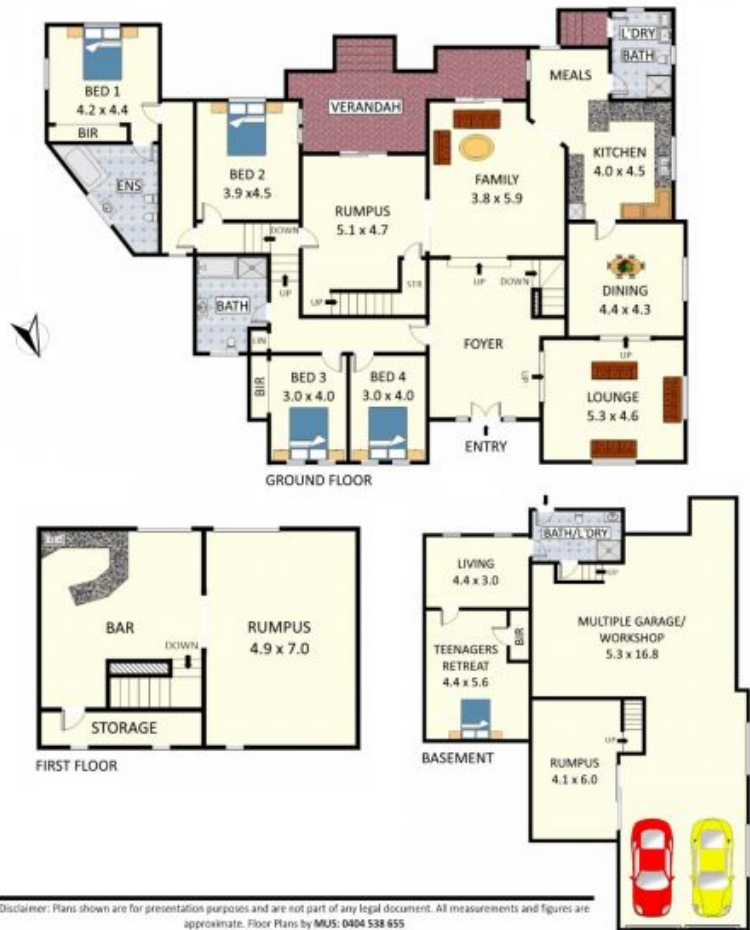 L'DRY
BATH
MEALS
BED 1
4.2 x 4.4
BIR
VERANDAH
BED 2
3.9 x4.5
KITCHEN
4.0 x 4.5
FAMILY
3.8 x 5.9
ENS
RUMPUS
5.1 x 4.7
DOWN
UP
STR
UP
UP
DOWN
DINING
4.4 x 4.3
BATH
LIN
FOYER
UP
UP
BIR
BED 3
3.0 x 4.0
BED 4
3.0 x 4.0
LOUNGE
5.3 x 4.6
ENTRY
GROUND FLOOR
BAR
DOWN
RUMPUS
4.9 x 7.0
STORAGE
FIRST FLOOR
BATH/L'DRY
LIVING
4.4 x 3.0
UP
BIR
MULTIPLE GARAGE/
WORKSHOP
5.3 x 16.8
TEENAGERS
RETREAT
4.4 x 5.6
UP
BASEMENT
RUMPUS
4.1 x 6.0
Disclaimer: Plans shown are for presentation purposes and are not part of any legal document. All measurements and figures are
approximate. Floor Plans by MUS: 0404 538 655